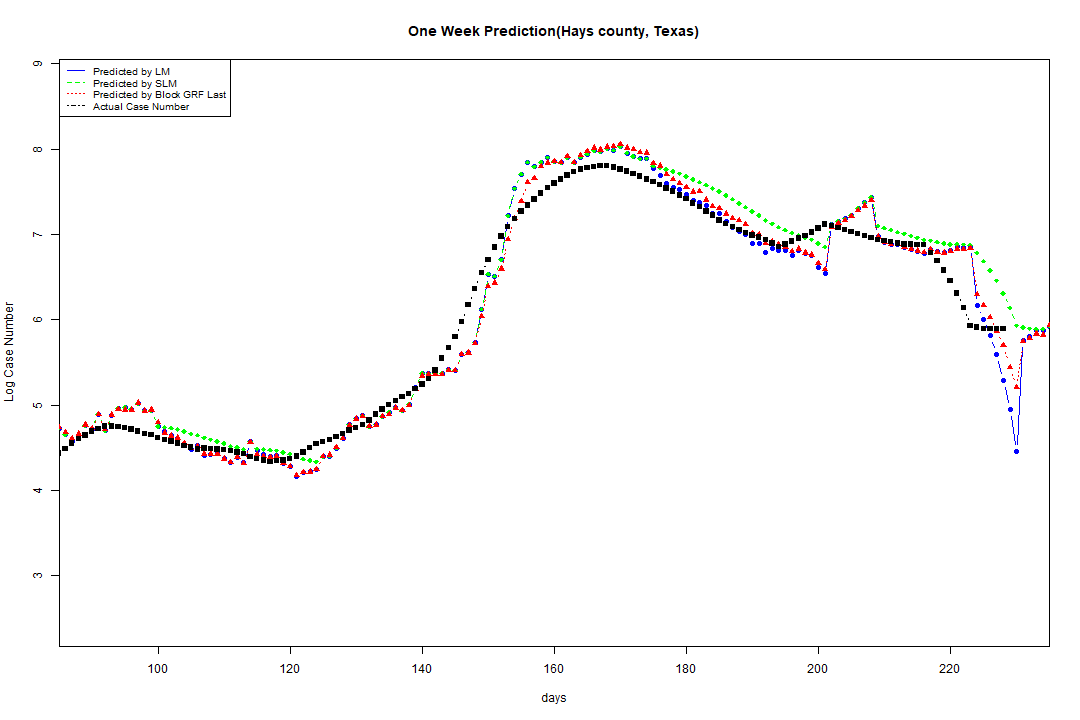 One Week Prediction(Hays county, Texas)
Predicted by LM
Predicted by SLM
Predicted by Block GRF Last
Actual Case Number
9
8
7
6
5
4
3
Log Case Number
100 120 140 160 180 200 220
days